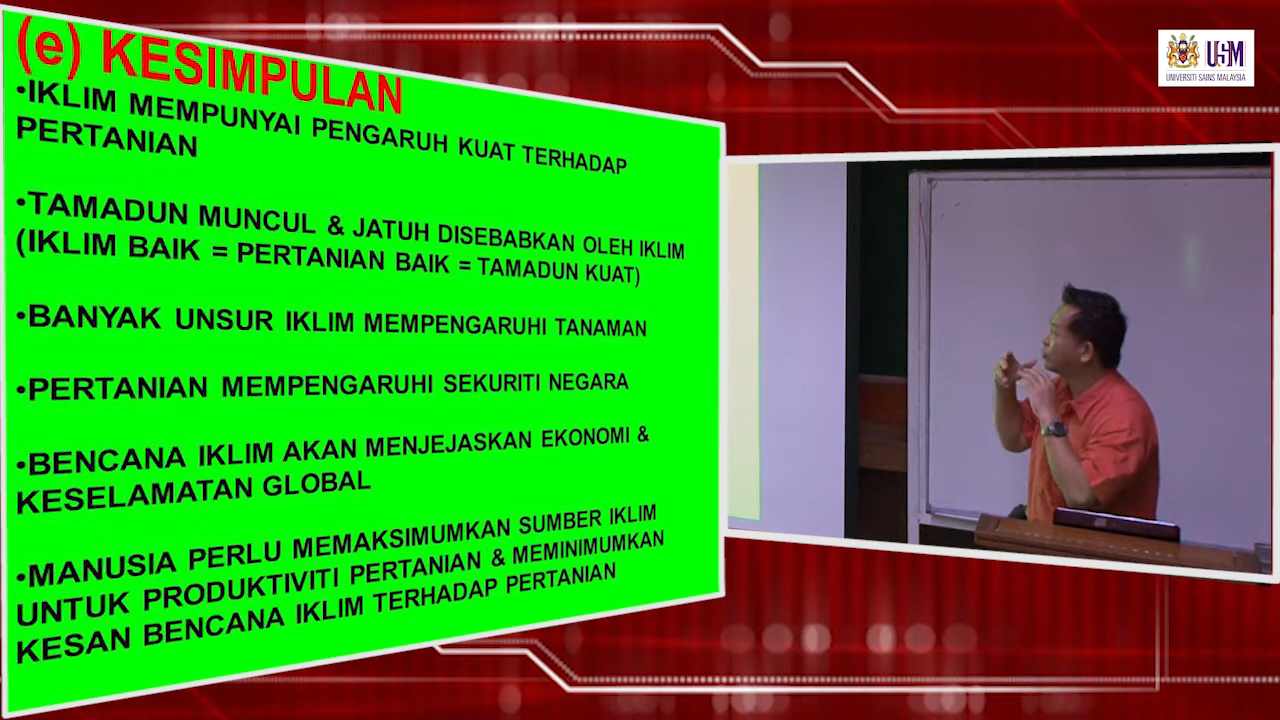 (e) KESIMPULAN
•IKLIM MEMPUNYAI PENGARUH KUAT TERHADAP
PERTANIAN
•TAMADUN MUNCUL & JATUH DISEBABKAN OLEH IKLIM
(IKLIM BAIK = PERTANIAN BAIK = TAMADUN KUAT)
•BANYAK UNSUR IKLIM MEMPENGARUHI TANAMAN
•PERTANIAN MEMPENGARUHI SEKURITI NEGARA
•BENCANA IKLIM AKAN MENJEJASKAN EKONOMI &
KESELAMATAN GLOBAL
•MANUSIA PERLU MEMAKSIMUMKAN SUMBER IKLIM
UNTUK PRODUKTIVITI PERTANIAN & MEMINIMUMKAN
KESAN BENCANA IKLIM TERHADAP PERTANIAN
USM
UNIVERSITI SAINS MALAYSIA